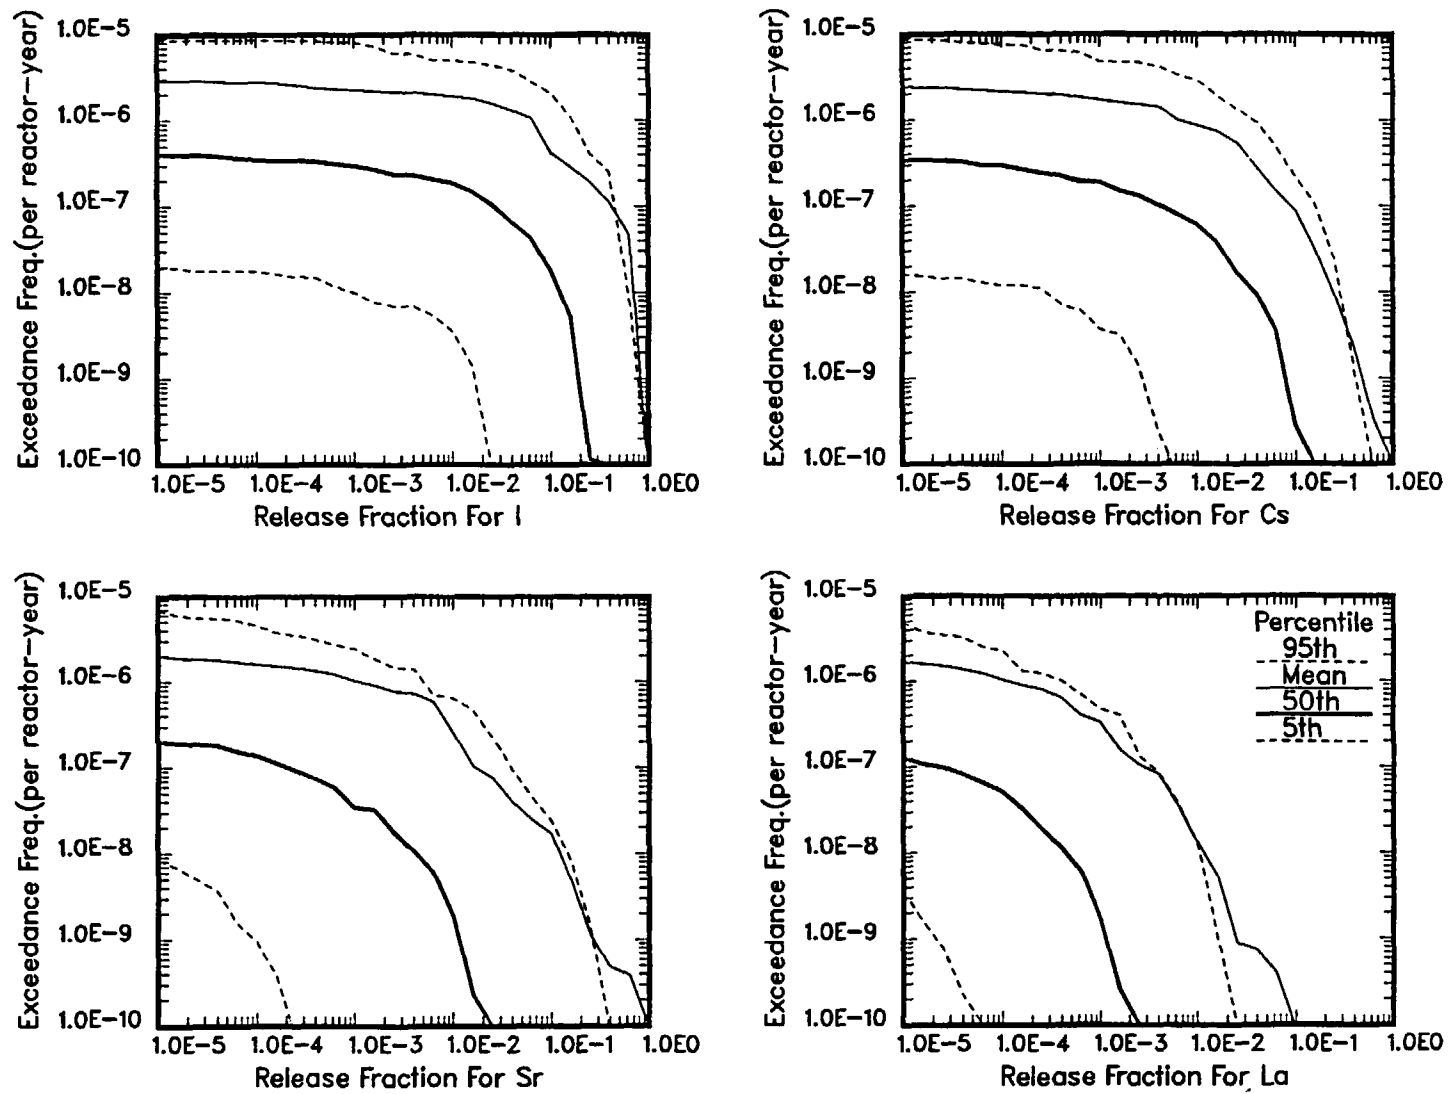 Exceedance Freq.(per reactor-year)
1.0E-5
1.0E-6
1.0E-7
1.0E-8
1.0E-9
1.0E-10
1.0E-5 1.0E-4 1.0E-3 1.0E-2 1.0E-1 1.0E0
Release Fraction For I
Exceedance Freq.(per reactor-year)
1.0E-5
1.0E-6
1.0E-7
1.0E-8
1.0E-9
1.0E-10
1.0E-5 1.0E-4 1.0E-3 1.0E-2 1.0E-1 1.0E0
Release Fraction For Cs
Exceedance Freq.(per reactor-year)
1.0E-5
1.0E-6
1.0E-7
1.0E-8
1.0E-9
1.0E-10
1.0E-5 1.0E-4 1.0E-3 1.0E-2 1.0E-1 1.0E0
Release Fraction For Sr
Exceedance Freq.(per reactor-year)
1.0E-5
1.0E-6
1.0E-7
1.0E-8
1.0E-9
1.0E-10
Percentile
95th
Mean
50th
5th
1.0E-5 1.0E-4 1.0E-3 1.0E-2 1.0E-1 1.0E0
Release Fraction For La